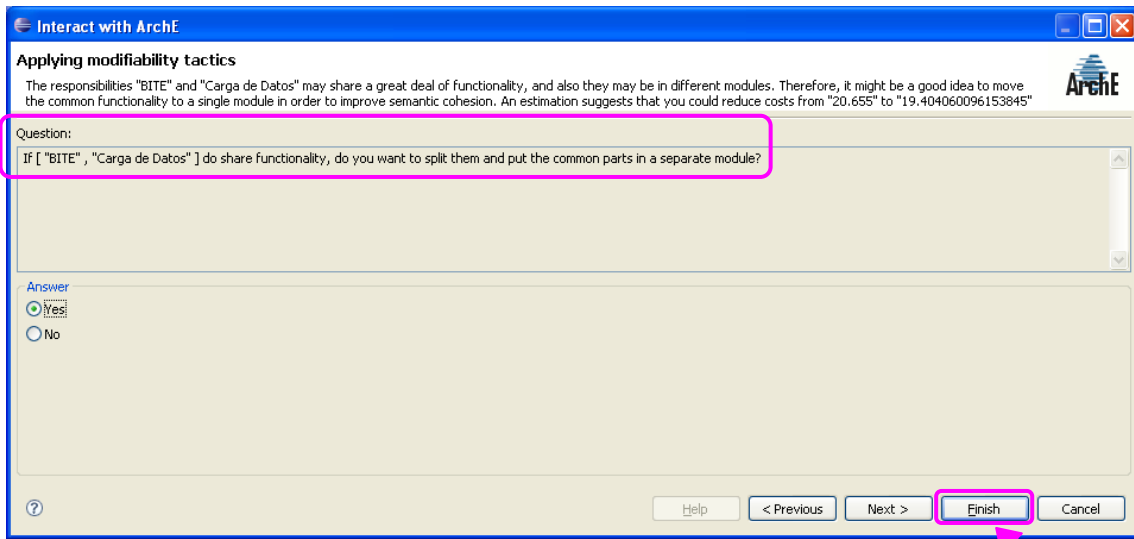 Interact with ArchE
Applying modifiability tactics
The responsibilities "BITE" and "Carga de Datos" may share a great deal of functionality, and also they may be in different modules. Therefore, it might be a good idea to move
the common functionality to a single module in order to improve semantic cohesion. An estimation suggests that you could reduce costs from "20.655" to "19.404060096153845"
ArchE
Question:
If [ "BITE" , "Carga de Datos" ] do share functionality, do you want to split them and put the common parts in a separate module?
Answer
Yes
No
?
Help
< Previous
Next >
Finish
Cancel